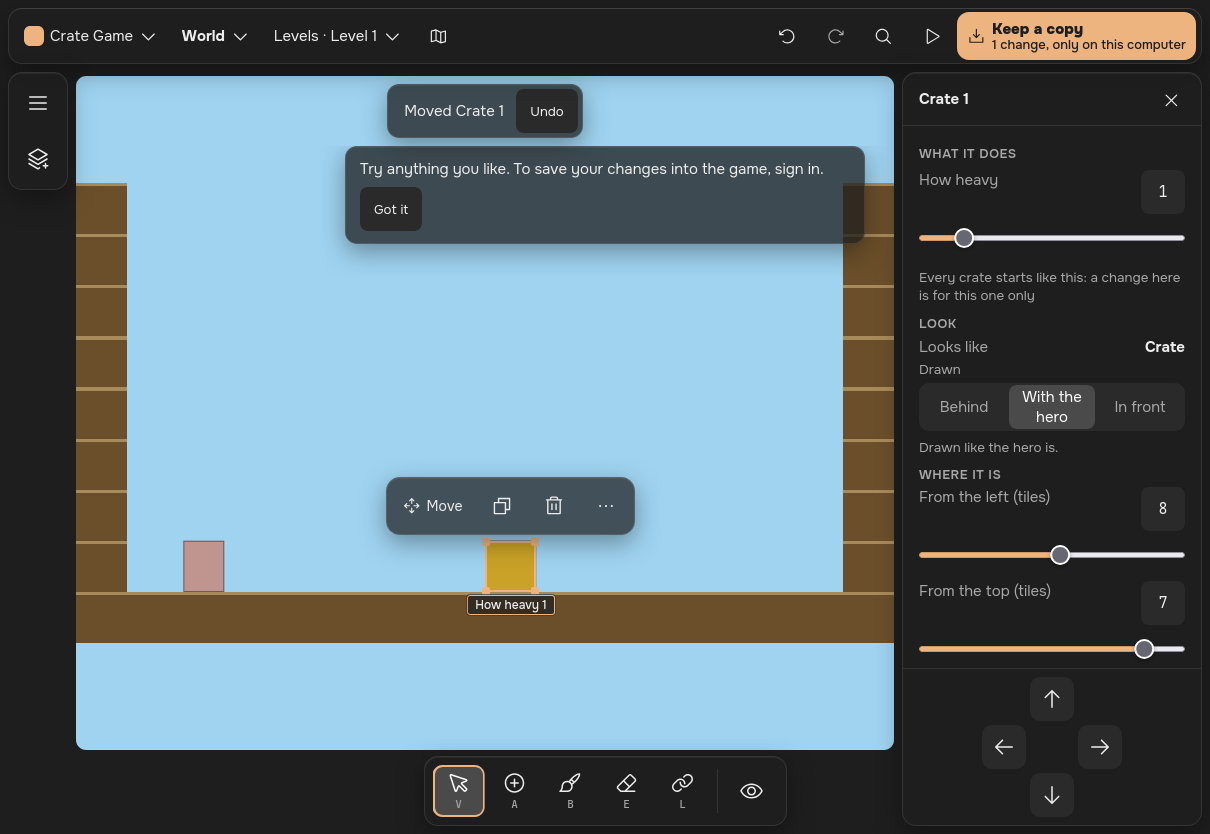 Crate Game
World
Levels · Level 1
Keep a copy
1 change, only on this computer
Moved Crate 1
Undo
Try anything you like. To save your changes into the game, sign in.
Got it
Move
How heavy 1
V
A
B
E
L
Crate 1
WHAT IT DOES
How heavy
1
Every crate starts like this: a change here
is for this one only
LOOK
Looks like
Crate
Drawn
Behind
With the
hero
In front
Drawn like the hero is.
WHERE IT IS
From the left (tiles)
8
From the top (tiles)
7